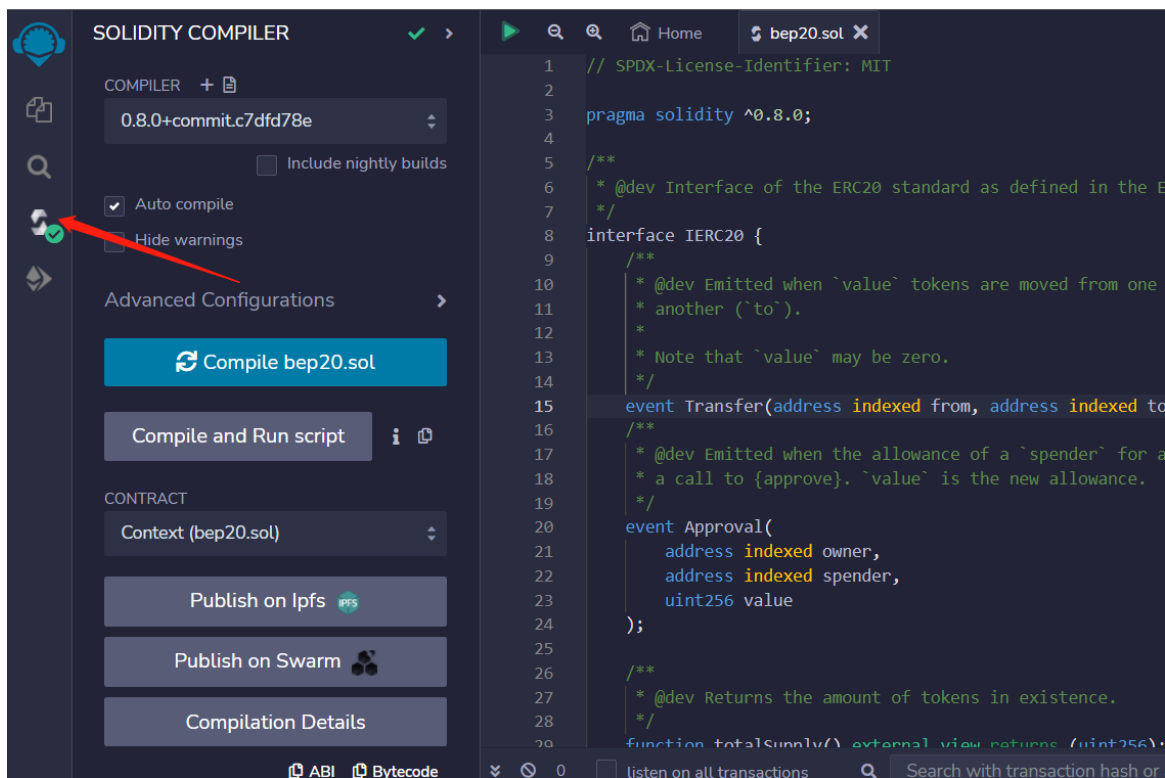 SOLIDITY COMPILER
COMPILER
0.8.0+commit.c7dfd78e
Include nightly builds
Auto compile
Hide warnings
Advanced Configurations
Compile bep20.sol
Compile and Run script
CONTRACT
Context (bep20.sol)
Publish on Ipfs
IPFS
Publish on Swarm
Compilation Details
ABI Bytecode
Home bep20.sol
1 // SPDX-License-Identifier: MIT
2
3 pragma solidity ^0.8.0;
4
5 /**
6 * @dev Interface of the ERC20 standard as defined in the E
7 */
8 interface IERC20 {
9 /**
10 * @dev Emitted when `value` tokens are moved from one
11 * another (`to`).
12 *
13 * Note that `value` may be zero.
14 */
15 event Transfer(address indexed from, address indexed to
16 /**
17 * @dev Emitted when the allowance of a `spender` for a
18 * a call to {approve}. `value` is the new allowance.
19 */
20 event Approval(
21 address indexed owner,
22 address indexed spender,
23 uint256 value
24 );
25
26 /**
27 * @dev Returns the amount of tokens in existence.
28 */
29 function totalSupply() external view returns (uint256);
0 listen on all transactions Search with transaction hash or